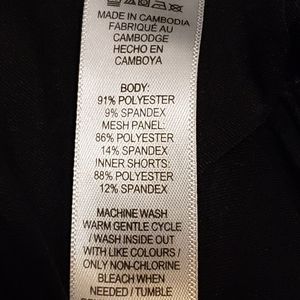 MADE IN CAMBODIA
FABRIQUÉ AU
CAMBODGE
HECHO EN
CAMBOYA
BODY:
91% POLYESTER
9% SPANDEX
MESH PANEL:
86% POLYESTER
14% SPANDEX
INNER SHORTS:
88% POLYESTER
12% SPANDEX
MACHINE WASH
WARM GENTLE CYCLE
/ WASH INSIDE OUT
WITH LIKE COLOURS /
ONLY NON-CHLORINE
BLEACH WHEN
NEEDED / TUMBLE